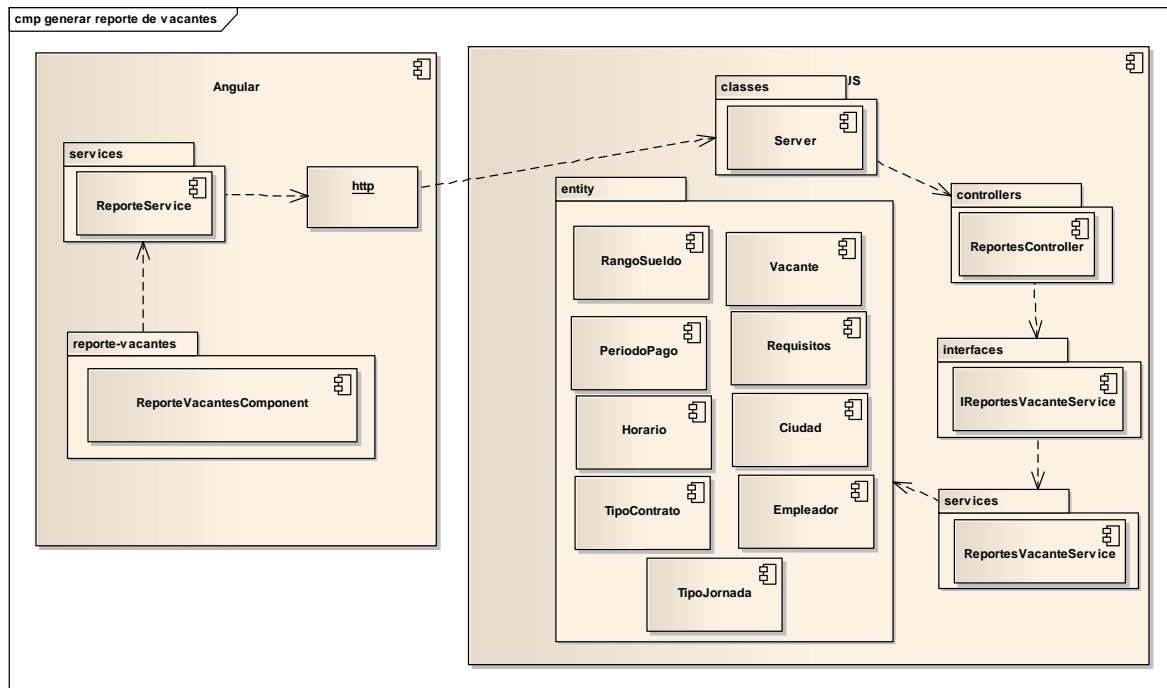 cmp generar reporte de vacantes
Angular
services
ReporteService
http
reporte-vacantes
ReporteVacantesComponent
JS
classes
Server
entity
RangoSueldo
Vacante
PeriodoPago
Requisitos
Horario
Ciudad
TipoContrato
Empleador
TipoJornada
controllers
ReportesController
interfaces
IReportesVacanteService
services
ReportesVacanteService